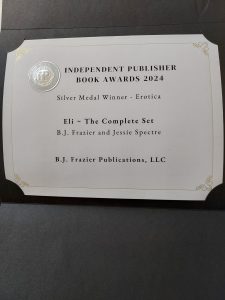 INDEPENDENT PUBLISHER
BOOK AWARDS 2024
Silver Medal Winner - Erotica
Eli ~ The Complete Set
B.J. Frazier and Jessie Spectre
B.J. Frazier Publications, LLC